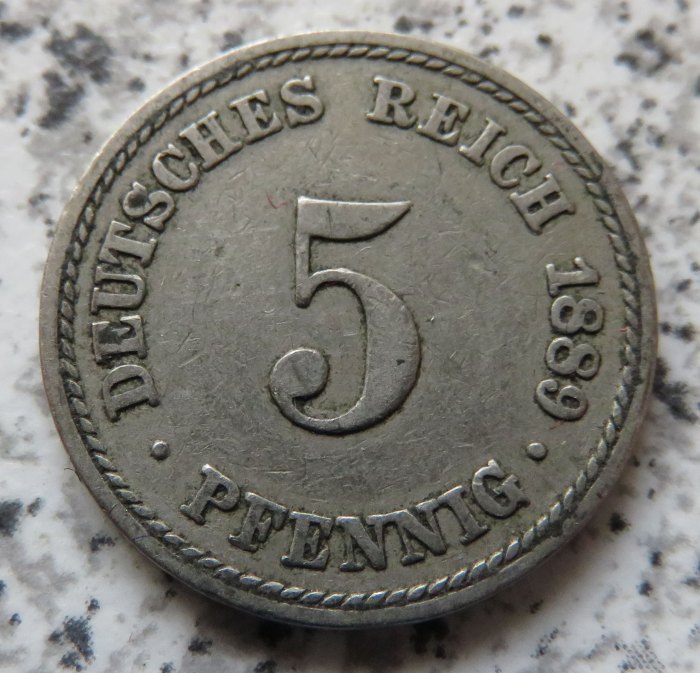 DEUTSCHES REICH 1889
5
· PFENNIG ·